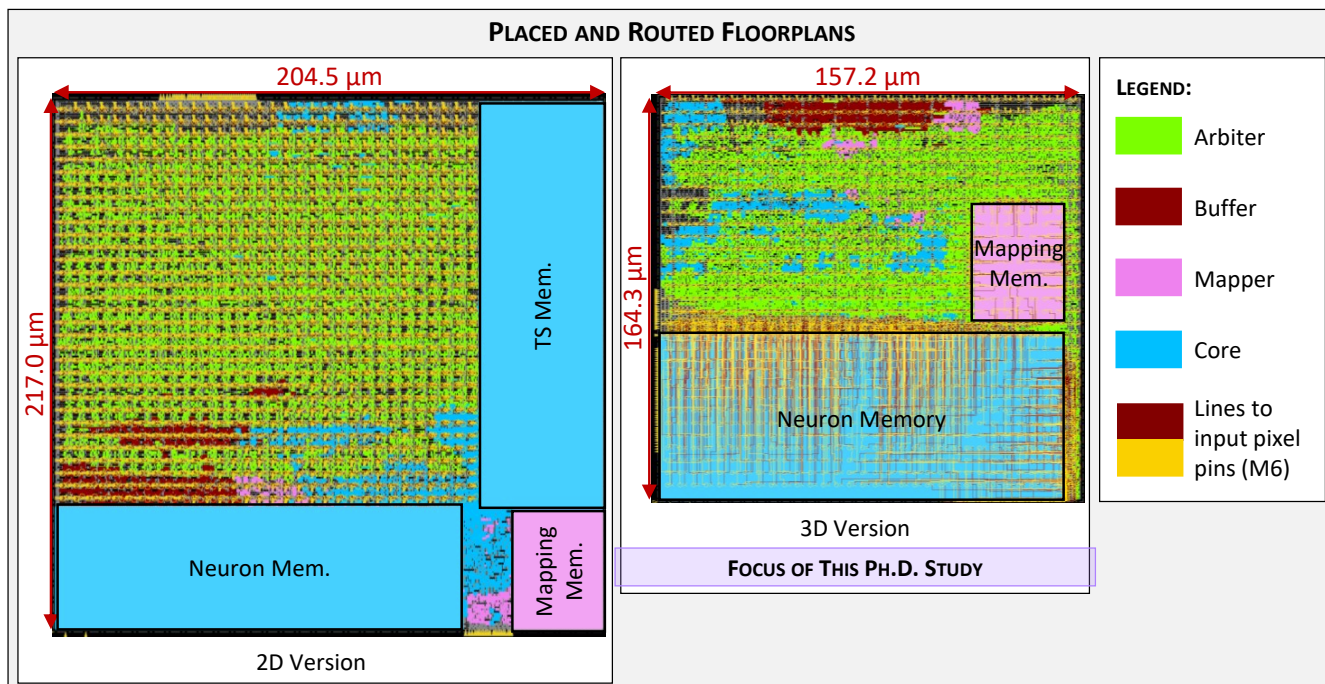 PLACED AND ROUTED FLOORPLANS
204.5 µm
217.0 µm
TS Mem.
Neuron Mem.
Mapping
Mem.
2D Version
157.2 µm
164.3 µm
Mapping
Mem.
Neuron Memory
3D Version
FOCUS OF THIS PH.D. STUDY
LEGEND:
Arbiter
Buffer
Mapper
Core
Lines to
input pixel
pins (M6)